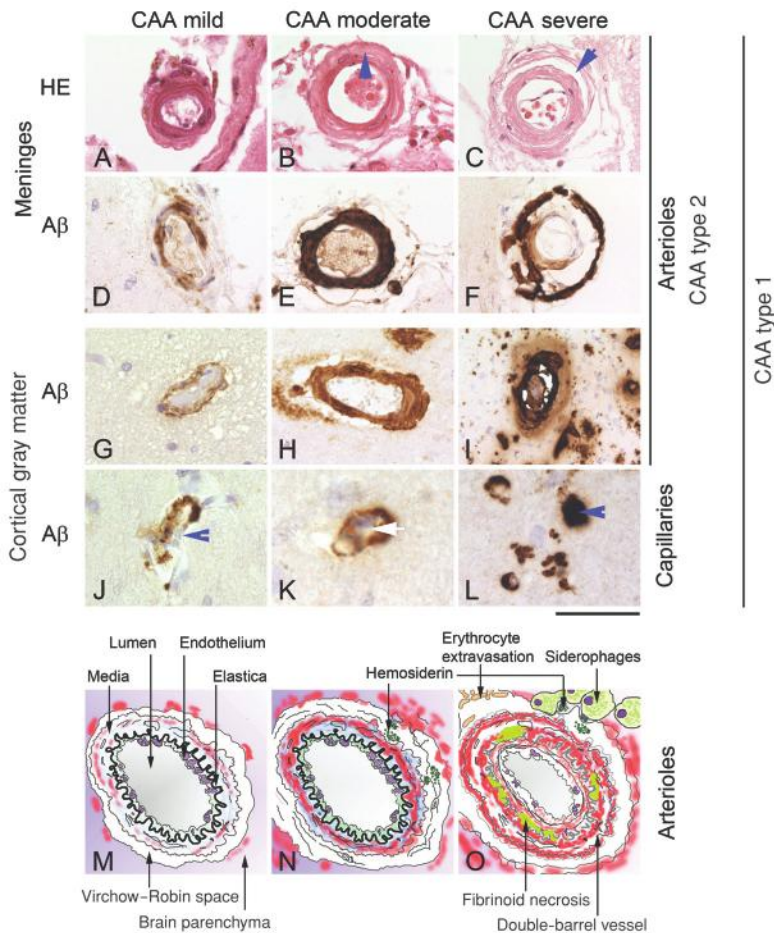 CAA mild
CAA moderate
CAA severe
Meninges
HE
A
B
C
Aβ
D
E
F
Arterioles
CAA type 2
CAA type 1
Cortical gray matter
Aβ
G
H
I
Aβ
J
K
L
Capillaries
Lumen
Endothelium
Media
Elastica
Hemosiderin
Erythrocyte
extravasation
Siderophages
M
N
O
Arterioles
Virchow–Robin space
Brain parenchyma
Fibrinoid necrosis
Double-barrel vessel